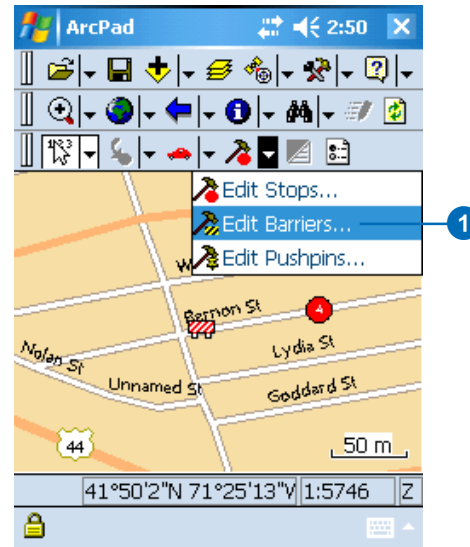 ArcPad 2:50
Edit Stops...
Edit Barriers...
1
Edit Pushpins...
W
Bernon St
4
Lydia St
Nolan St
Unnamed St
Goddard St
44
50 m
41°50'2"N 71°25'13"W 1:5746 Z